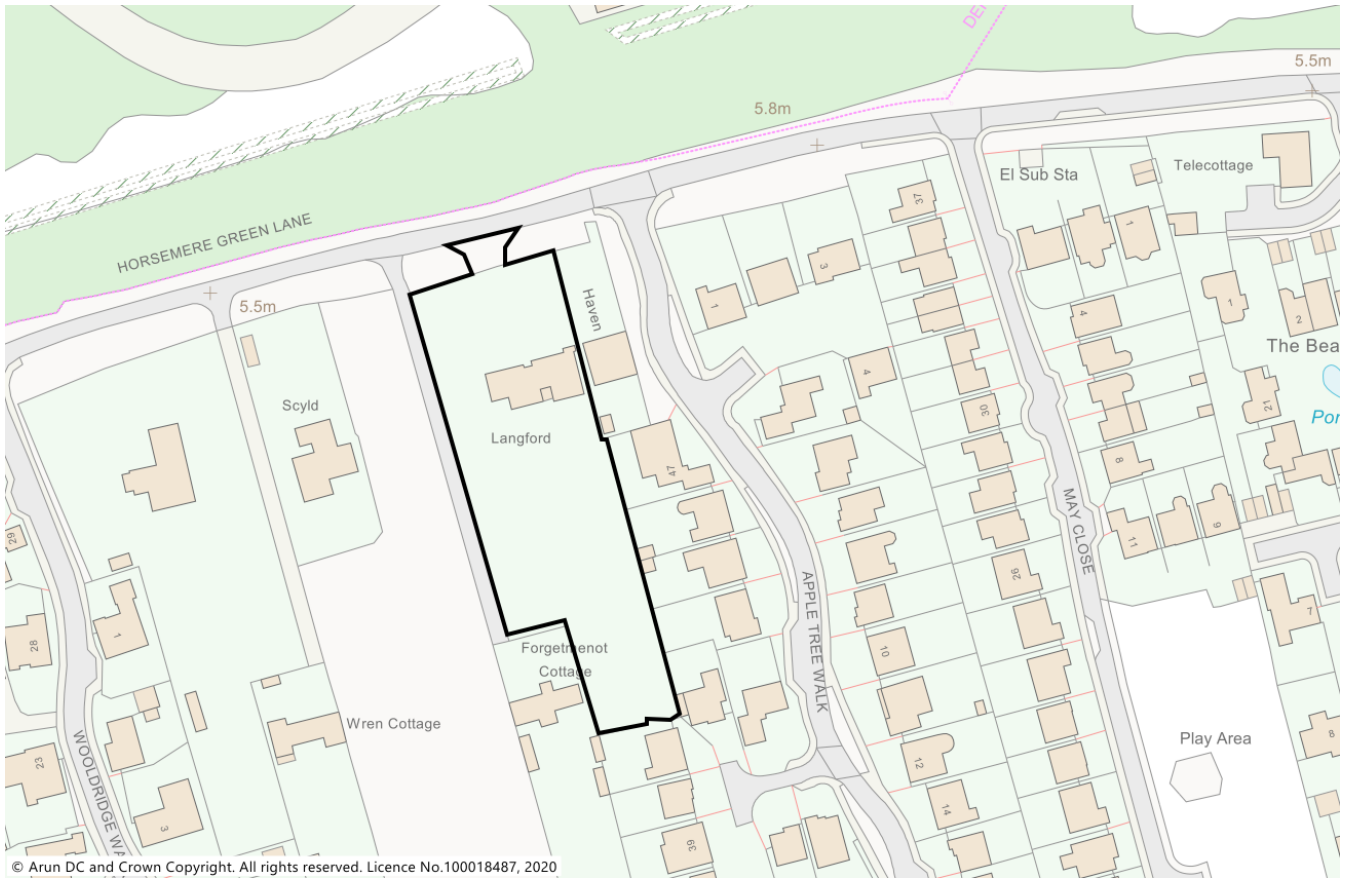 5.5m
5.8m
El Sub Sta
Telecottage
37
HORSEMERE GREEN LANE
1
3
1
5.5m
Haven
1
2
4
The Bea
4
Scyld
30
21
Langford
47
8
29
11
9
MAY CLOSE
26
APPLE TREE WALK
1
28
7
Forgetmenot
Cottage
10
Wren Cottage
Play Area
8
WOOLDRIDGE WA
23
12
14
3
39
© Arun DC and Crown Copyright. All rights reserved. Licence No.100018487, 2020